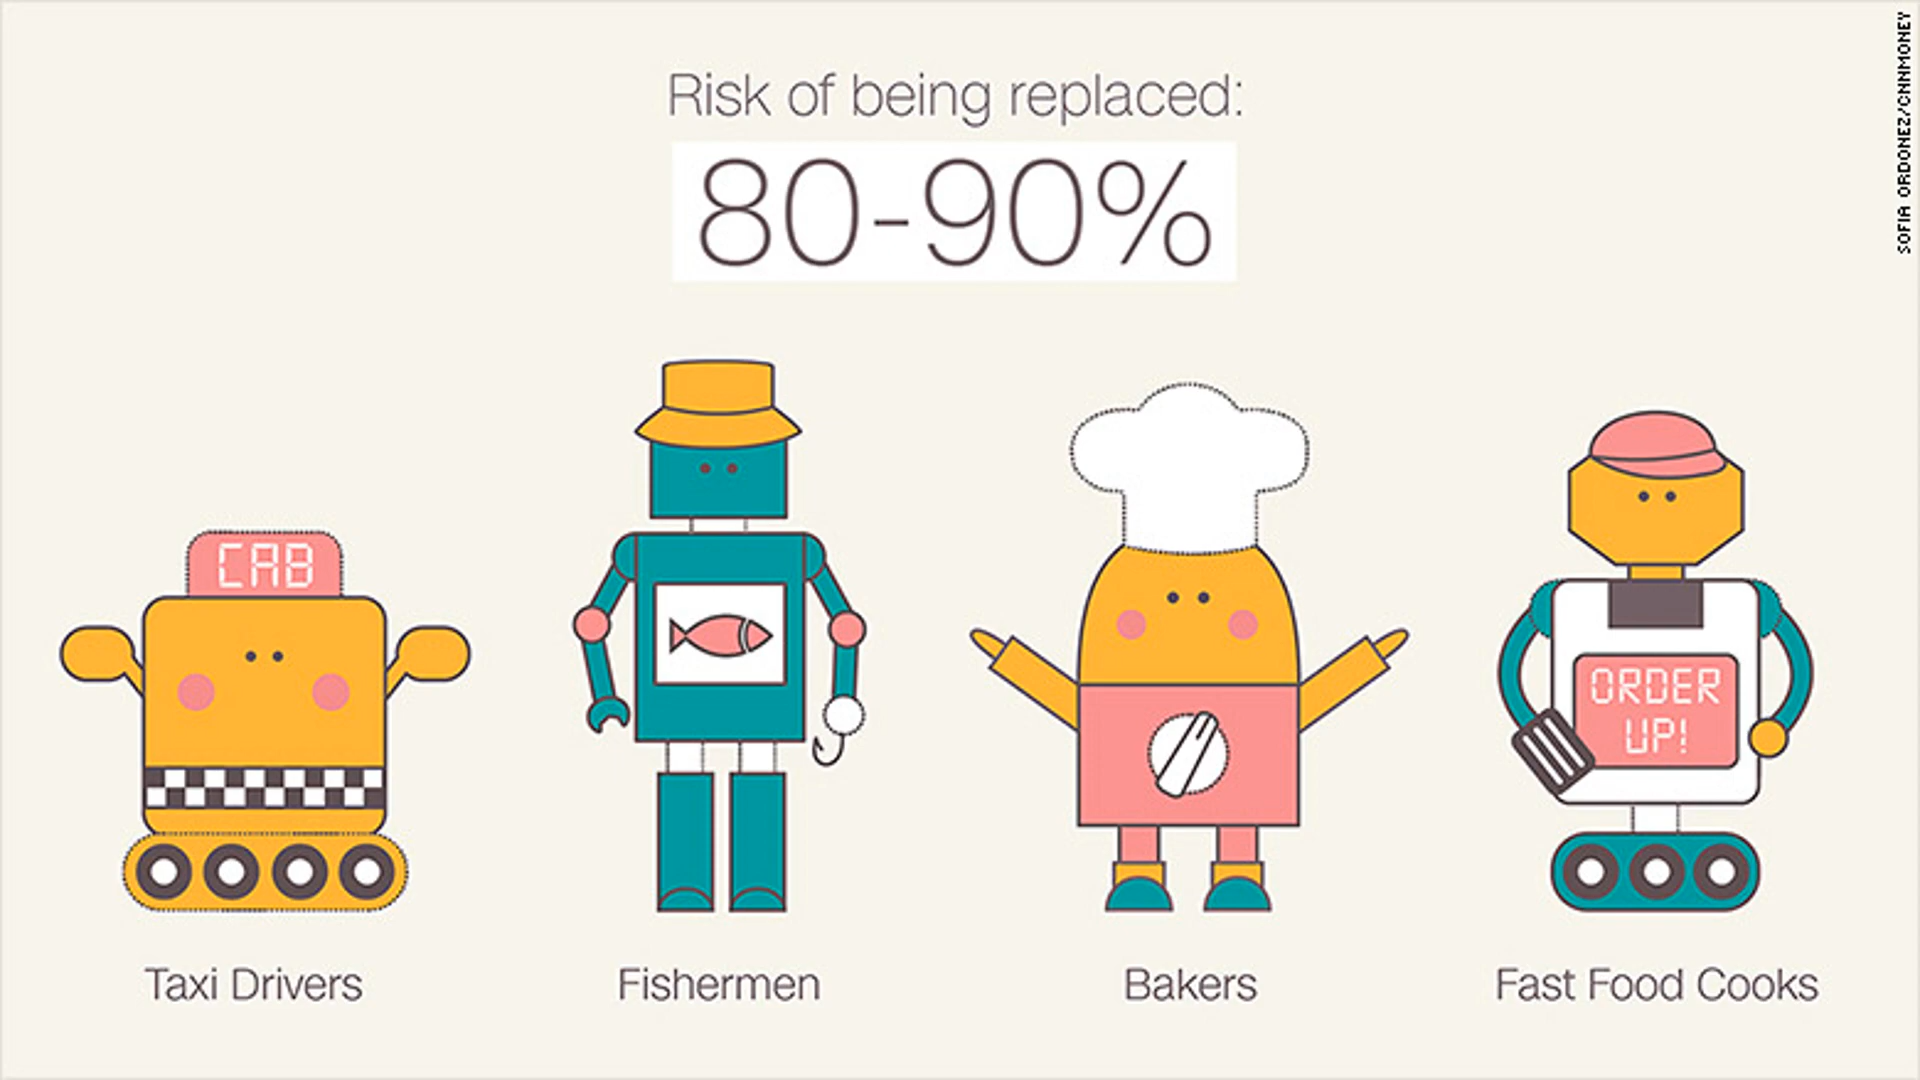 Risk of being replaced:
80-90%
SOFIA ORDONEZ/CNNMONEY
CAB
ORDER
UP!
Taxi Drivers
Fishermen
Bakers
Fast Food Cooks